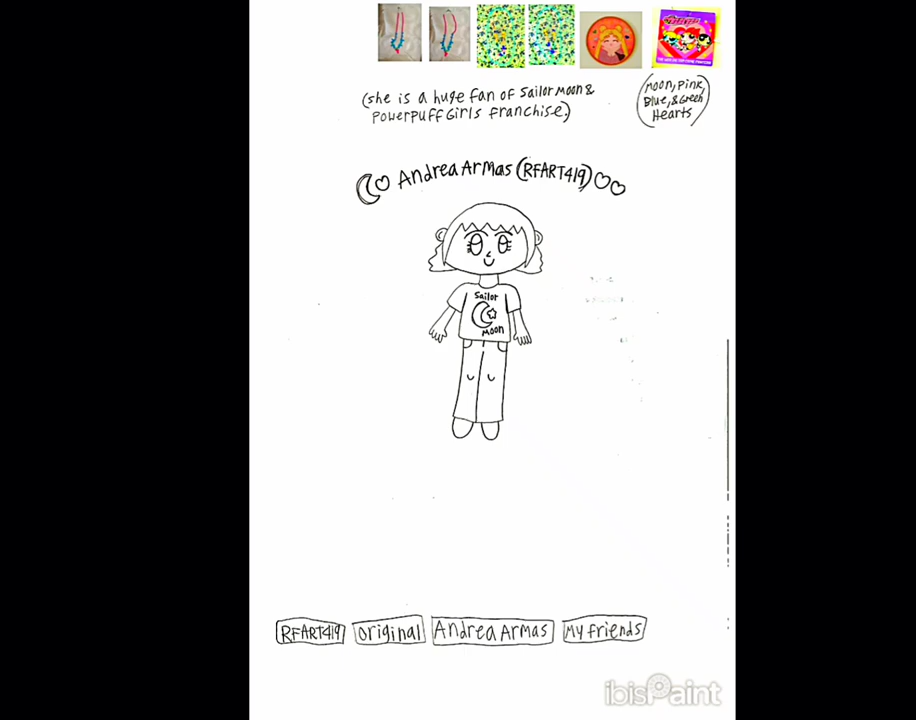 (she is a huge fan of Sailor Moon &
Powerpuff Girls franchise.)
(Moon, Pink,
Blue, & Green
Hearts)
Andrea Armas (RFART419)
Sailor
Moon
RFART419 original Andrea Armas My friends
ibisPaint